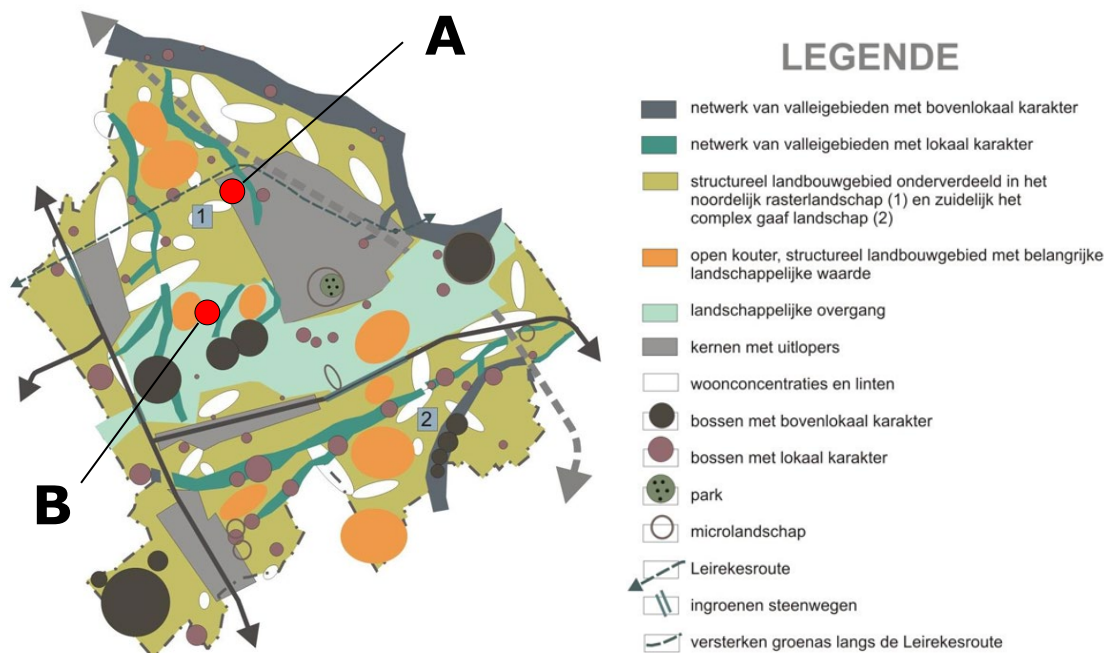 A
1
2
B
LEGENDE
netwerk van valleigebieden met bovenlokaal karakter
netwerk van valleigebieden met lokaal karakter
structureel landbouwgebied onderverdeeld in het
noordelijk rasterlandschap (1) en zuidelijk het
complex gaaf landschap (2)
open kouter, structureel landbouwgebied met belangrijke
landschappelijke waarde
landschappelijke overgang
kernen met uitlopers
woonconcentraties en linten
bossen met bovenlokaal karakter
bossen met lokaal karakter
park
microlandschap
Leirekesroute
ingroenen steenwegen
versterken groenas langs de Leirekesroute